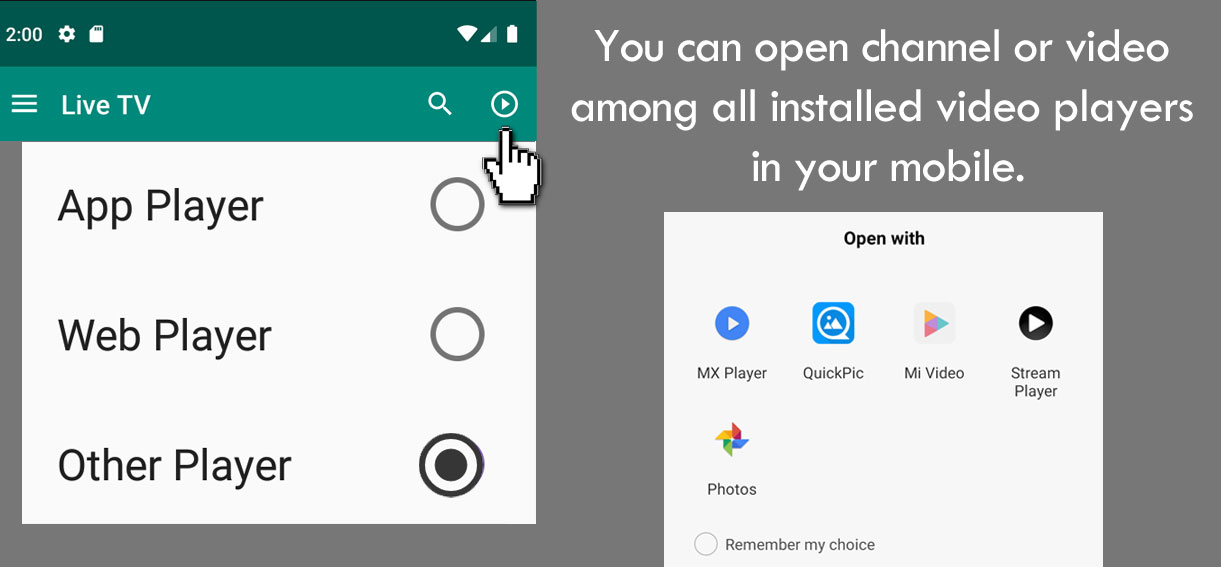 2:00
Live TV
App Player
Web Player
Other Player
You can open channel or video
among all installed video players
in your mobile.
Open with
MX Player
QuickPic
Mi Video
Stream
Player
Photos
Remember my choice